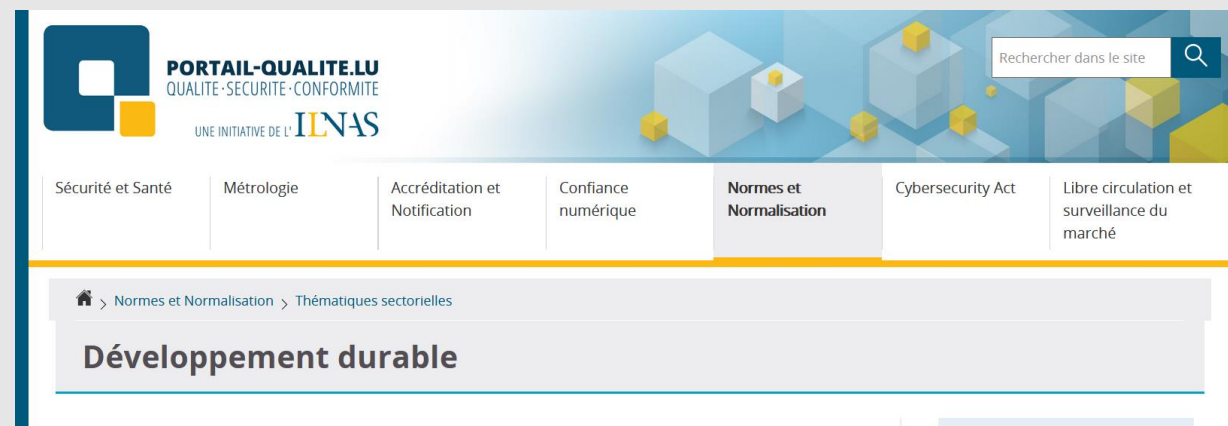 PORTAIL-QUALITE.LU
QUALITE·SECURITE·CONFORMITE
UNE INITIATIVE DE L' ILNAS
Rechercher dans le site
Sécurité et Santé
Métrologie
Accréditation et
Notification
Confiance
numérique
Normes et
Normalisation
Cybersecurity Act
Libre circulation et
surveillance du
marché
> Normes et Normalisation > Thématiques sectorielles
Développement durable